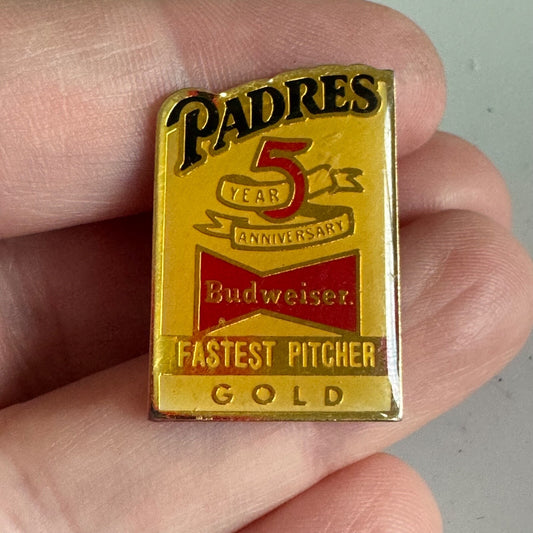 PADRES
5
YEAR
ANNIVERSARY
Budweiser.
FASTEST PITCHER
GOLD